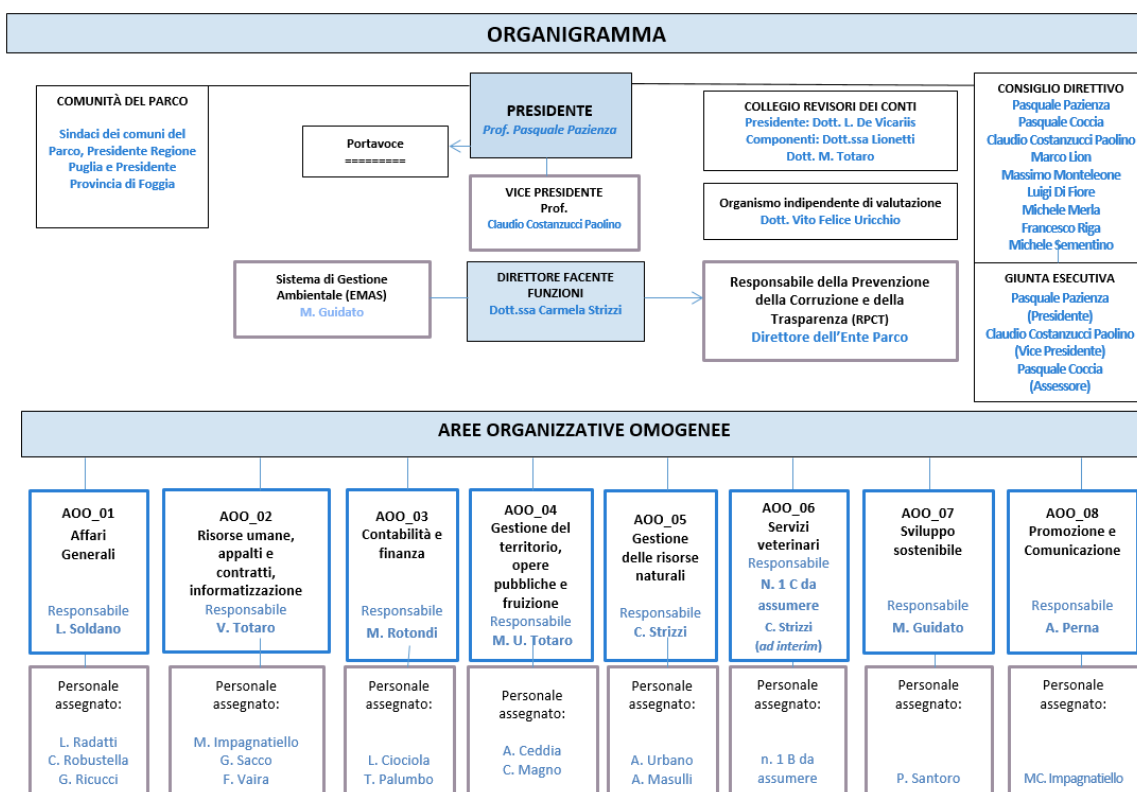 ORGANIGRAMMA
COMUNITÀ DEL PARCO
Sindaci dei comuni del
Parco, Presidente Regione
Puglia e Presidente
Provincia di Foggia
Portavoce
=========
PRESIDENTE
Prof. Pasquale Pazienza
VICE PRESIDENTE
Prof.
Claudio Costanzucci Paolino
COLLEGIO REVISORI DEI CONTI
Presidente: Dott. L. De Vicariis
Componenti: Dott.ssa Lionetti
Dott. M. Totaro
Organismo indipendente di valutazione
Dott. Vito Felice Uricchio
CONSIGLIO DIRETTIVO
Pasquale Pazienza
Pasquale Coccia
Claudio Costanzucci Paolino
Marco Lion
Massimo Monteleone
Luigi Di Fiore
Michele Merla
Francesco Riga
Michele Sementino
Sistema di Gestione
Ambientale (EMAS)
M. Guidato
DIRETTORE FACENTE
FUNZIONI
Dott.ssa Carmela Strizzi
Responsabile della Prevenzione
della Corruzione e della
Trasparenza (RPCT)
Direttore dell'Ente Parco
GIUNTA ESECUTIVA
Pasquale Pazienza
(Presidente)
Claudio Costanzucci Paolino
(Vice Presidente)
Pasquale Coccia
(Assessore)
AREE ORGANIZZATIVE OMOGENEE
AOO_01
Affari
Generali
Responsabile
L. Soldano
AOO_02
Risorse umane,
appalti e
contratti,
informatizzazione
Responsabile
V. Totaro
AOO_03
Contabilità e
finanza
Responsabile
M. Rotondi
AOO_04
Gestione del
territorio,
opere
pubbliche e
fruizione
Responsabile
M. U. Totaro
AOO_05
Gestione
delle risorse
naturali
Responsabile
C. Strizzi
AOO_06
Servizi
veterinari
Responsabile
N. 1 C da
assumere
C. Strizzi
(ad interim)
AOO_07
Sviluppo
sostenibile
Responsabile
M. Guidato
AOO_08
Promozione e
Comunicazione
Responsabile
A. Perna
Personale
assegnato:
L. Radatti
C. Robustella
G. Ricucci
Personale
assegnato:
M. Impagnatiello
G. Sacco
F. Vaira
Personale
assegnato:
L. Ciociola
T. Palumbo
Personale
assegnato:
A. Ceddia
C. Magno
Personale
assegnato:
A. Urbano
A. Masulli
Personale
assegnato:
n. 1 B da
assumere
Personale
assegnato:
P. Santoro
Personale
assegnato:
MC. Impagnatiello